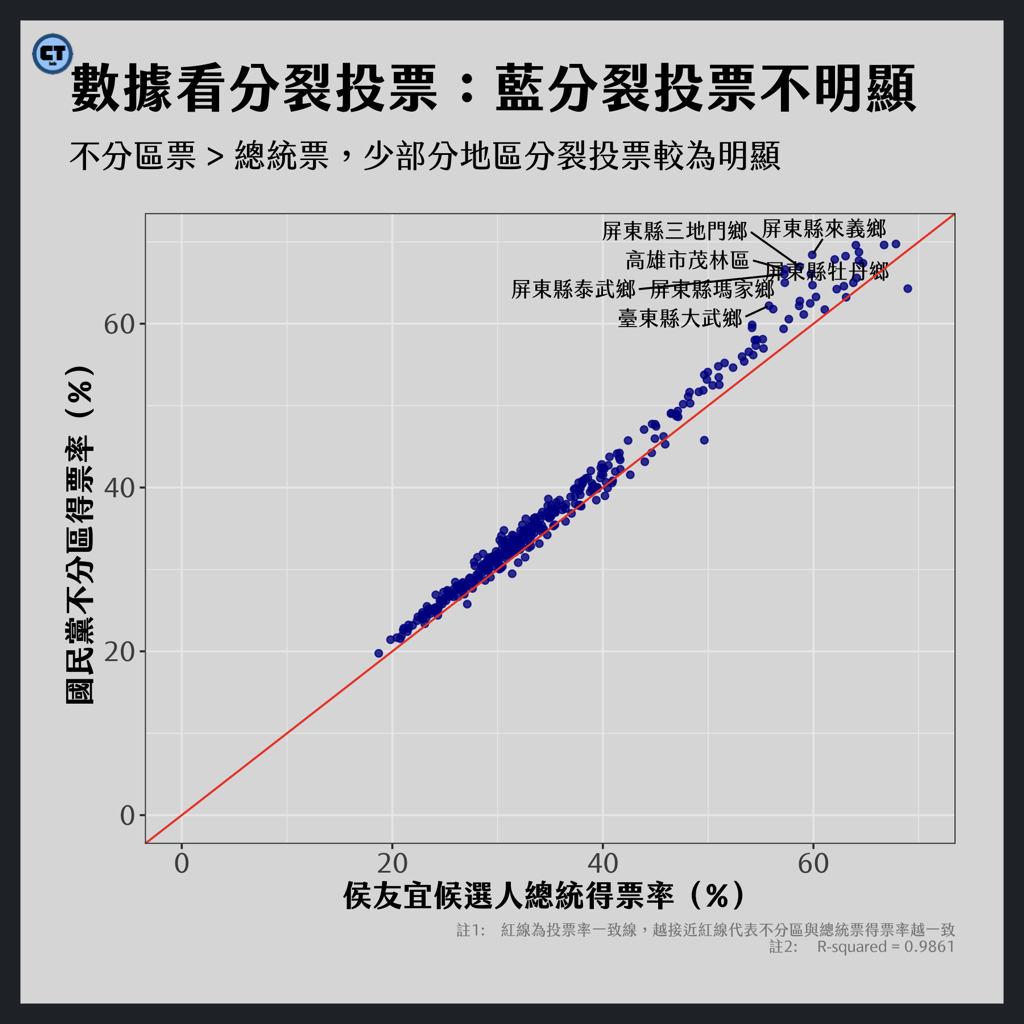 CT
數據看分裂投票：藍分裂投票不明顯
不分區票 > 總統票，少部分地區分裂投票較為明顯
屏東縣三地門鄉 屏東縣來義鄉
高雄市茂林區 屏東縣牡丹鄉
屏東縣泰武鄉 屏東縣瑪家鄉
臺東縣大武鄉
國民黨不分區得票率（%）
60
40
20
0
0 20 40 60
侯友宜候選人總統得票率（%）
註1: 紅線為投票率一致線，越接近紅線代表不分區與總統票得票率越一致
註2: R-squared = 0.9861